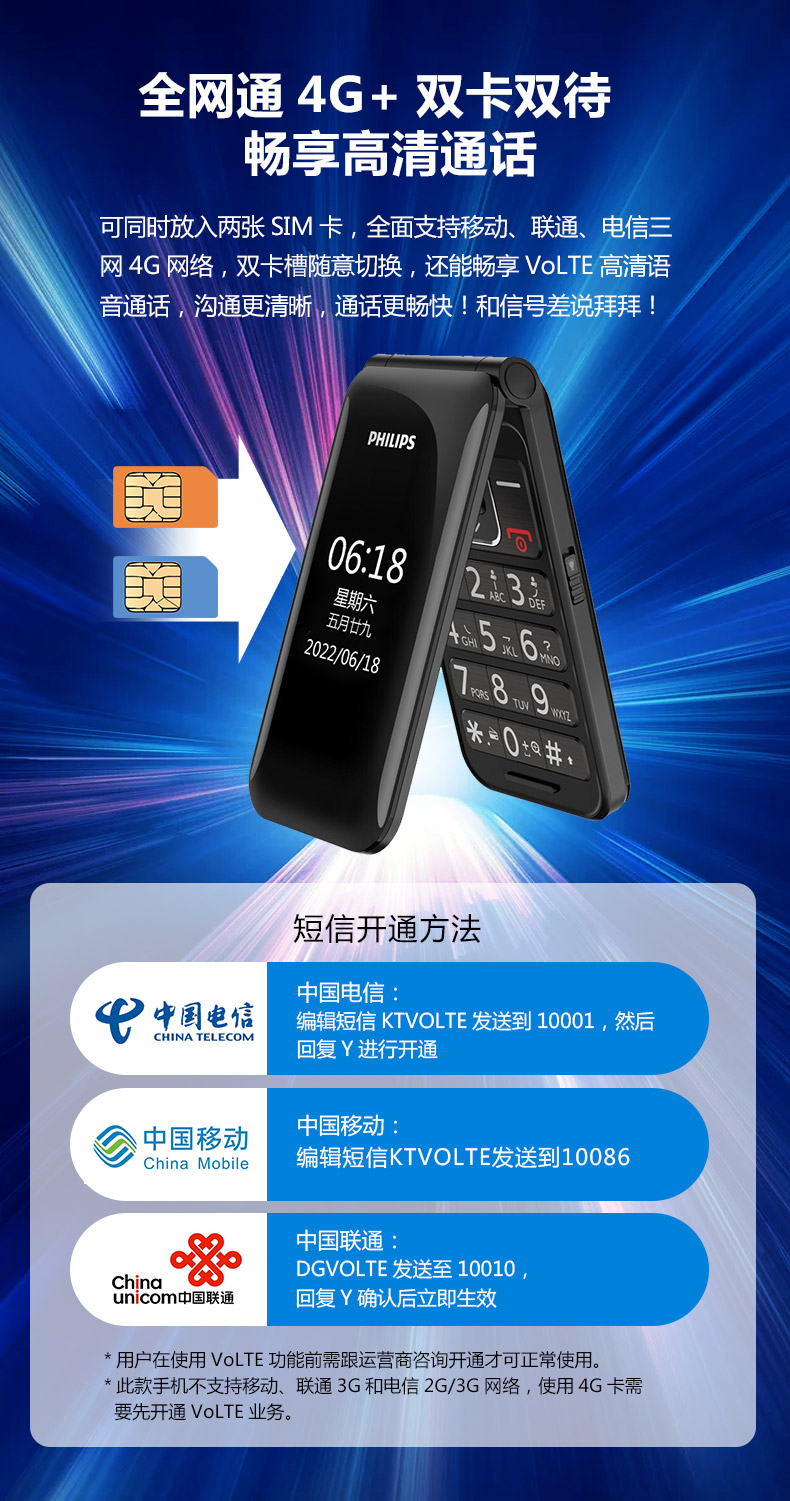 全网通 4G+ 双卡双待
畅享高清通话
可同时放入两张 SIM 卡，全面支持移动、联通、电信三
网 4G 网络，双卡槽随意切换，还能畅享 VoLTE 高清语
音通话，沟通更清晰，通话更畅快！和信号差说拜拜！
PHILIPS
06:18
星期六
五月廿九
2022/06/18
2 ABC 3 DEF
4 GHI 5 JKL 6 MNO
7 PQRS 8 TUV 9 WXYZ
* 0 + #
短信开通方法
中国电信
CHINA TELECOM
中国电信：
编辑短信 KTVOLTE 发送到 10001，然后
回复 Y 进行开通
中国移动
China Mobile
中国移动：
编辑短信KTVOLTE发送到10086
China
unicom中国联通
中国联通：
DGVOLTE 发送至 10010，
回复 Y 确认后立即生效
* 用户在使用 VoLTE 功能前需跟运营商咨询开通才可正常使用。
* 此款手机不支持移动、联通 3G 和电信 2G/3G 网络，使用 4G 卡需
要先开通 VoLTE 业务。